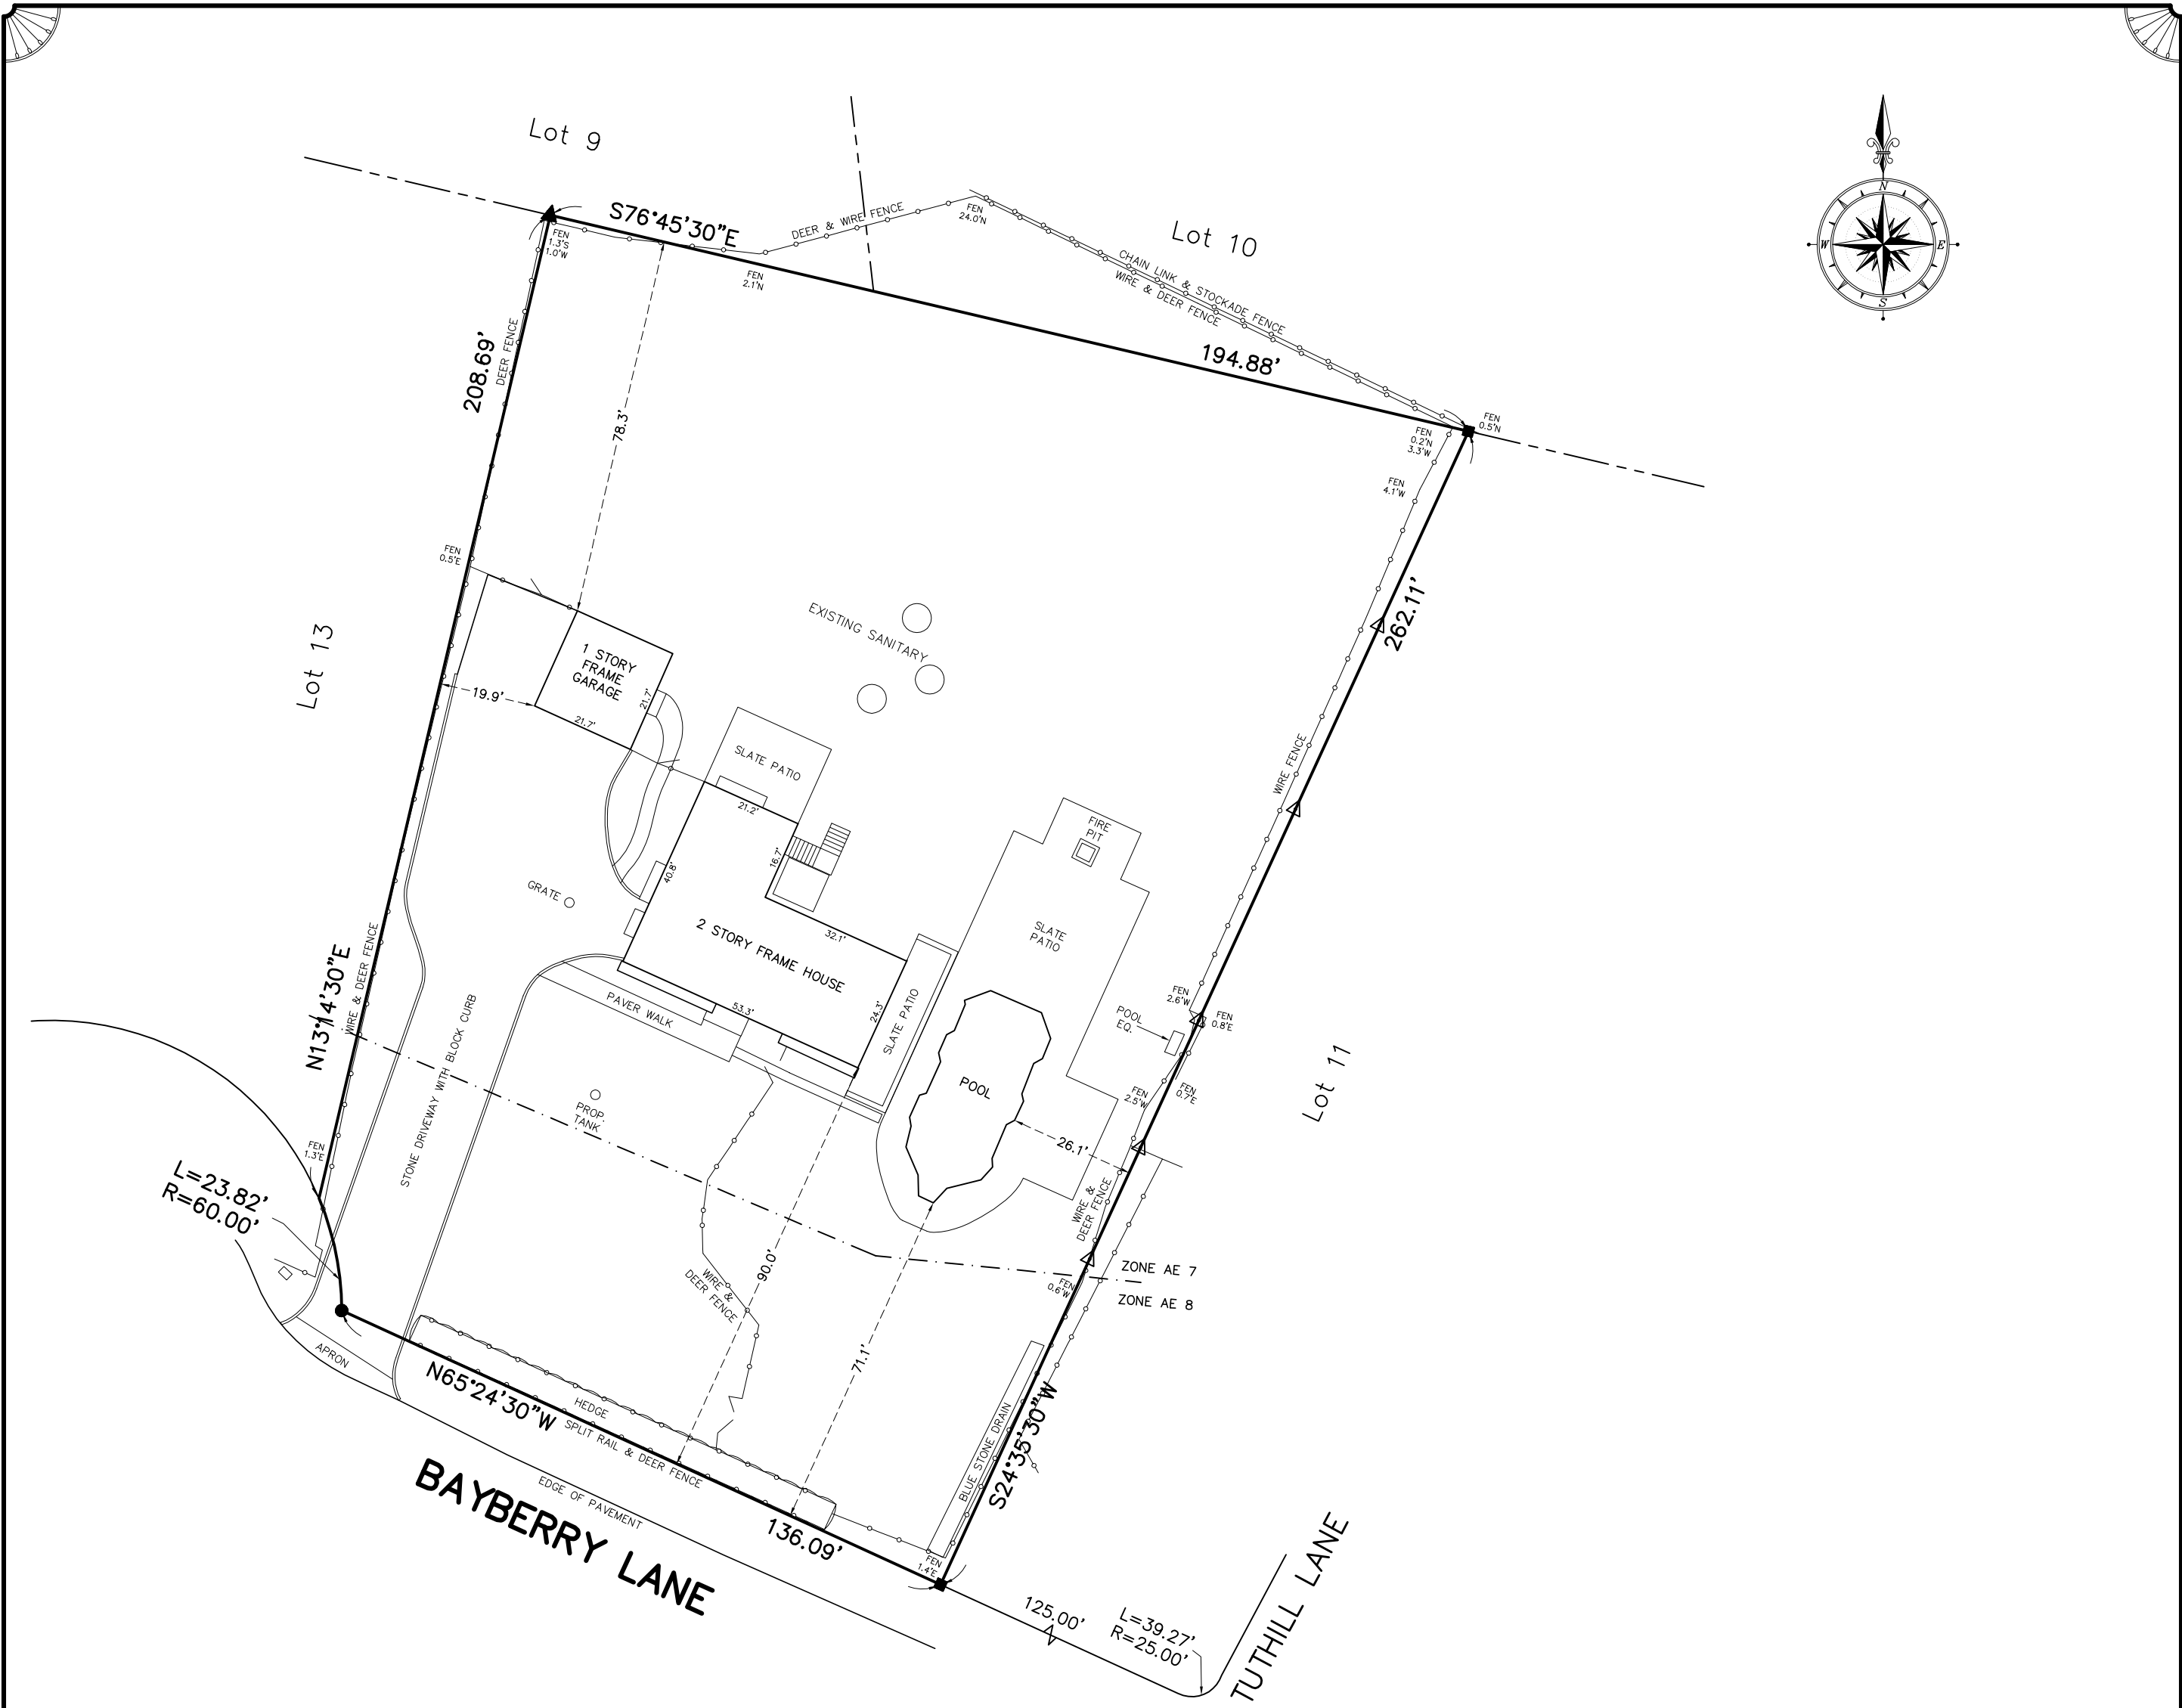 Lot 9
S76°45'30"E
DEER & WIRE FENCE
FEN
24.0'N
Lot 10
N
W
E
S
FEN
1.3'S
1.0'W
FEN
2.1'N
CHAIN LINK & STOCKADE FENCE
WIRE & DEER FENCE
194.88'
208.69'
DEER FENCE
78.3'
FEN
0.5'N
FEN
0.2'N
3.3'W
FEN
4.1'W
FEN
0.5'E
Lot 13
EXISTING SANITARY
262.11'
1 STORY
FRAME
GARAGE
21.7'
21.7'
19.9'
SLATE PATIO
21.2'
WIRE FENCE
FIRE
PIT
16.7'
40.8'
GRATE
2 STORY FRAME HOUSE
32.1'
SLATE
PATIO
N13°14'30"E
WIRE & DEER FENCE
53.3'
24.3'
SLATE PATIO
PAVER WALK
STONE DRIVEWAY WITH BLOCK CURB
POOL
POOL
EQ.
FEN
2.6'W
FEN
0.8'E
FEN
2.5'W
FEN
0.7'E
Lot 11
PROP.
TANK
26.1'
FEN
1.3'E
L=23.82'
R=60.00'
WIRE &
DEER FENCE
90.0'
WIRE &
DEER FENCE
71.1'
ZONE AE 7
ZONE AE 8
FEN
0.6'W
APRON
N65°24'30"W
HEDGE
SPLIT RAIL & DEER FENCE
BLUE STONE DRAIN
S24°35'30"W
EDGE OF PAVEMENT
BAYBERRY LANE
136.09'
FEN
1.4'E
125.00'
L=39.27'
R=25.00'
TUTHILL LANE